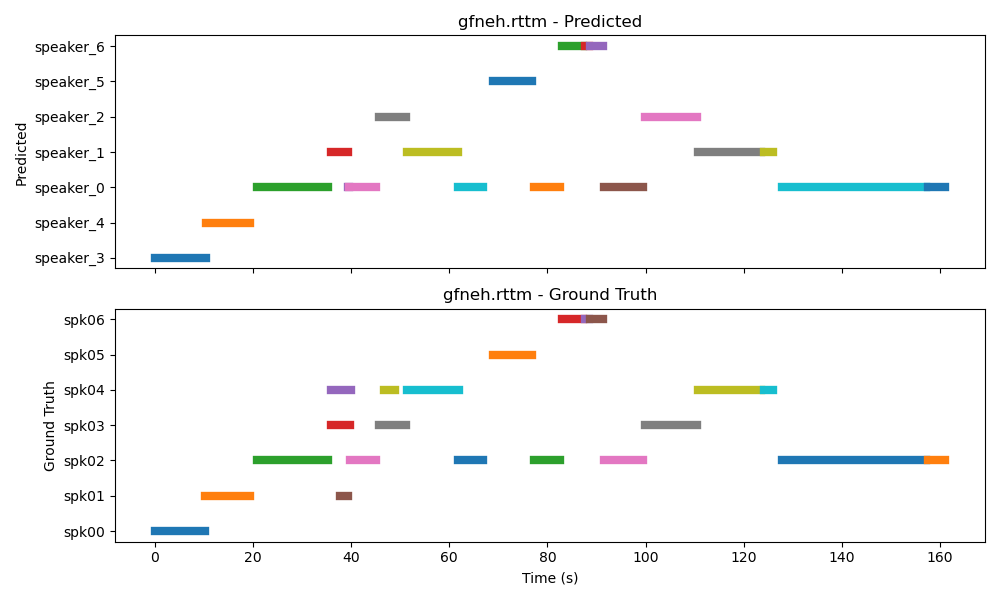 gfneh.rttm - Predicted
speaker_6
speaker_5
speaker_2
speaker_1
speaker_0
speaker_4
speaker_3
Predicted
gfneh.rttm - Ground Truth
spk06
spk05
spk04
spk03
spk02
spk01
spk00
Ground Truth
0 20 40 60 80 100 120 140 160
Time (s)